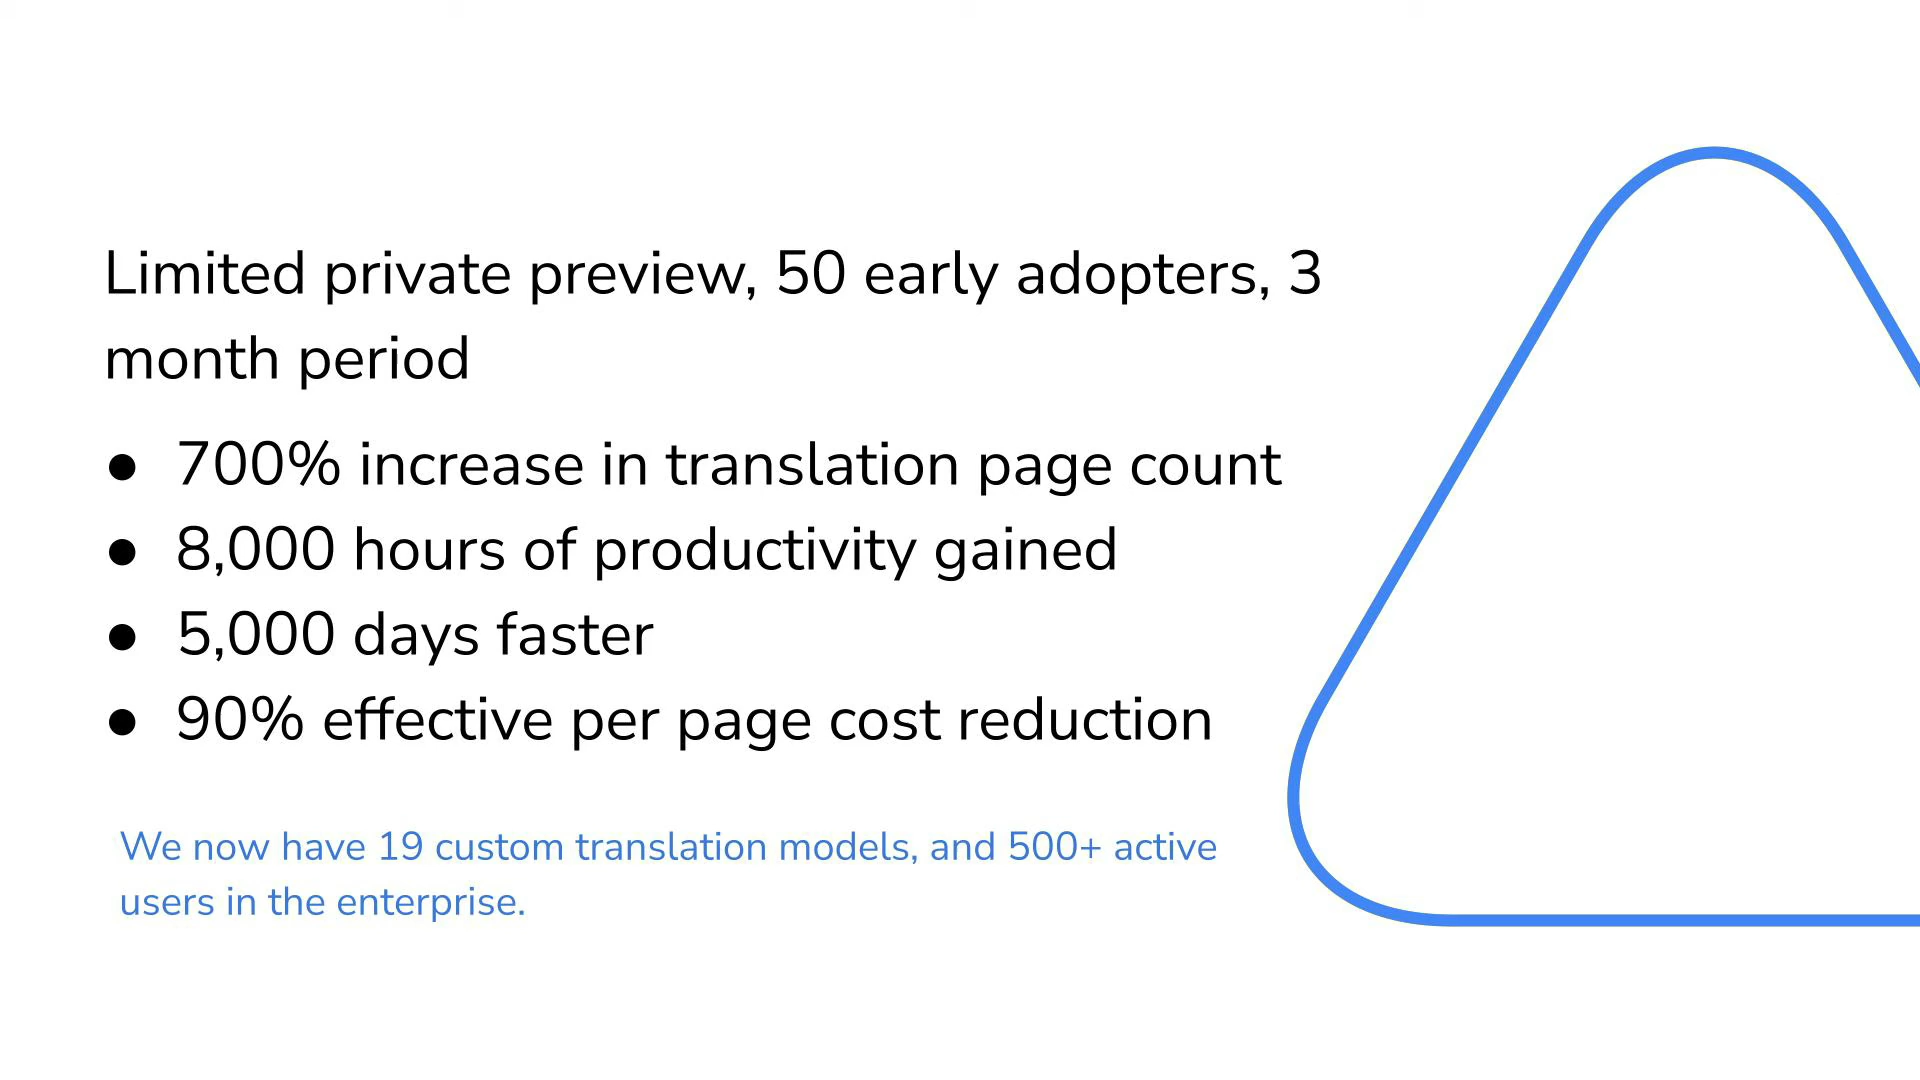 Limited private preview, 50 early adopters, 3
month period
● 700% increase in translation page count
● 8,000 hours of productivity gained
● 5,000 days faster
● 90% effective per page cost reduction
We now have 19 custom translation models, and 500+ active
users in the enterprise.